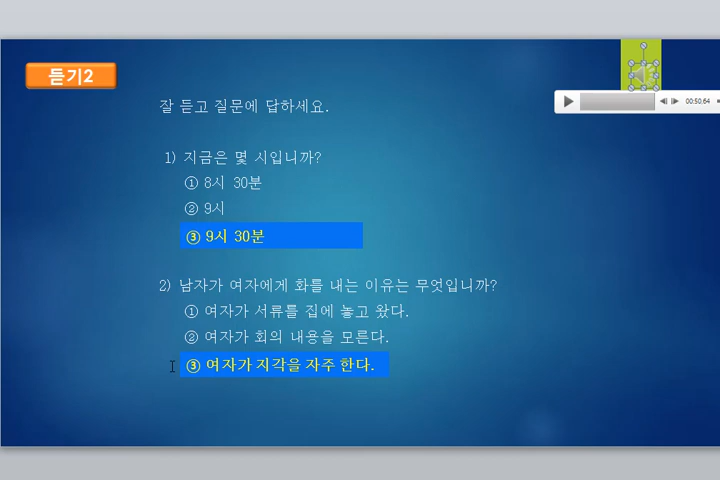 듣기2
잘 듣고 질문에 답하세요.
00:50.64
1) 지금은 몇 시입니까?
① 8시 30분
② 9시
③ 9시 30분
2) 남자가 여자에게 화를 내는 이유는 무엇입니까?
① 여자가 서류를 집에 놓고 왔다.
② 여자가 회의 내용을 모른다.
③ 여자가 지각을 자주 한다.